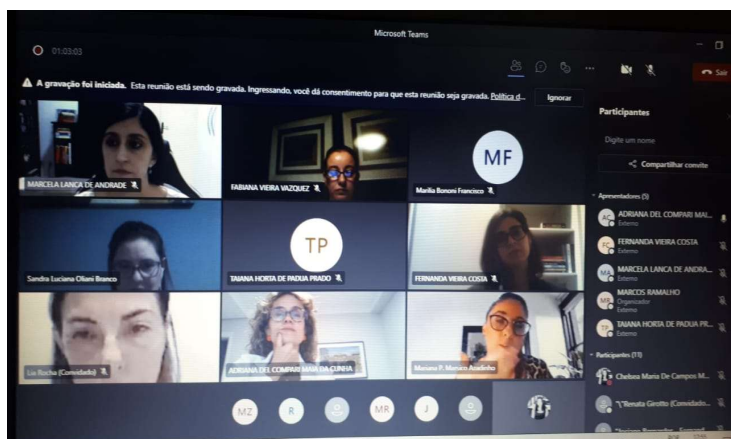 Microsoft Teams
01:03:03
Sair
A gravação foi iniciada. Esta reunião está sendo gravada. Ingressando, você dá consentimento para que esta reunião seja gravada. Política d...
Ignorar
Participantes
Digite um nome
Compartilhar convite
Apresentadores (5)
AC ADRIANA DEL COMPARI MAI...
Externo
FC FERNANDA VIEIRA COSTA
Externo
MA MARCELA LANCA DE ANDRA...
Externo
MR MARCOS RAMALHO
Organizador
Externo
TP TAIANA HORTA DE PADUA PR...
Externo
Participantes (11)
Chelsea Maria De Campos M...
"\"Renata Girotto (Convidado...
MARCELA LANCA DE ANDRADE
FABIANA VIEIRA VAZQUEZ
MF
Marilia Bononi Francisco
Sandra Luciana Oliani Branco
TP
TAIANA HORTA DE PADUA PRADO
FERNANDA VIEIRA COSTA
Lia Rocha (Convidado)
ADRIANA DEL COMPARI MAIA DA CUNHA
Mariana P. Menico Aradinho
MZ
R
MR
J